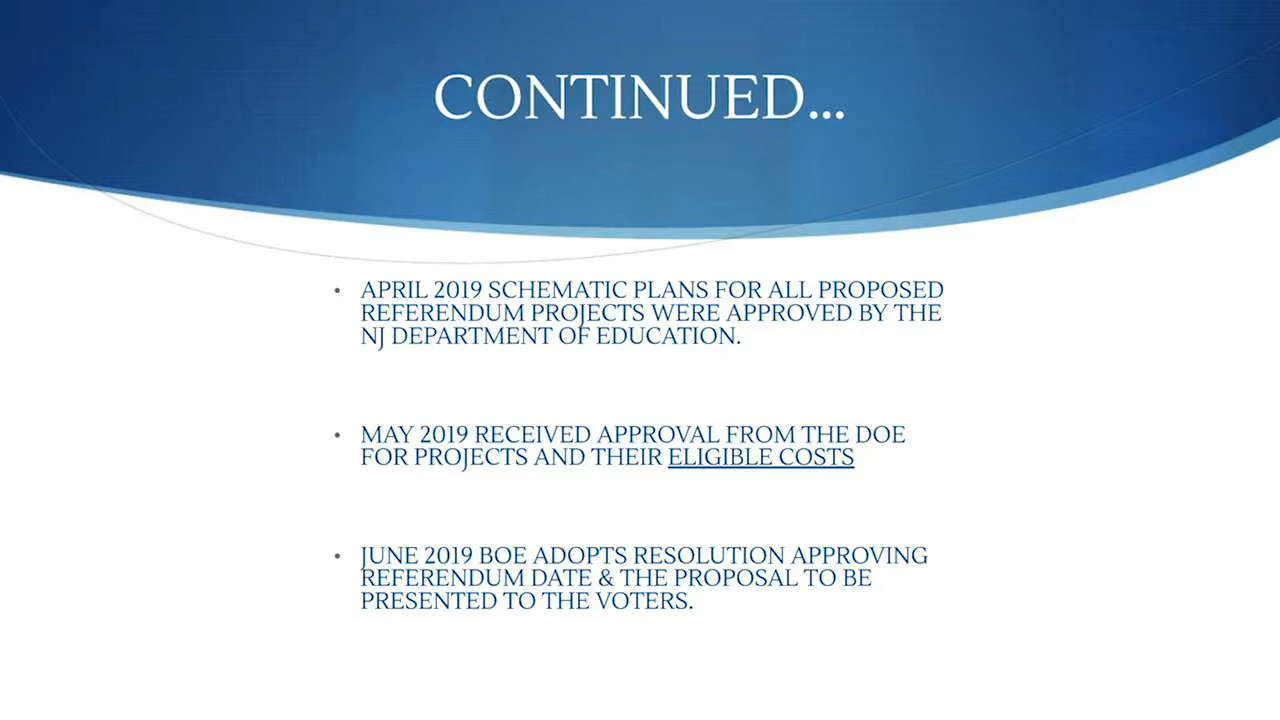 CONTINUED...
• APRIL 2019 SCHEMATIC PLANS FOR ALL PROPOSED
REFERENDUM PROJECTS WERE APPROVED BY THE
NJ DEPARTMENT OF EDUCATION.
• MAY 2019 RECEIVED APPROVAL FROM THE DOE
FOR PROJECTS AND THEIR ELIGIBLE COSTS
• JUNE 2019 BOE ADOPTS RESOLUTION APPROVING
REFERENDUM DATE & THE PROPOSAL TO BE
PRESENTED TO THE VOTERS.